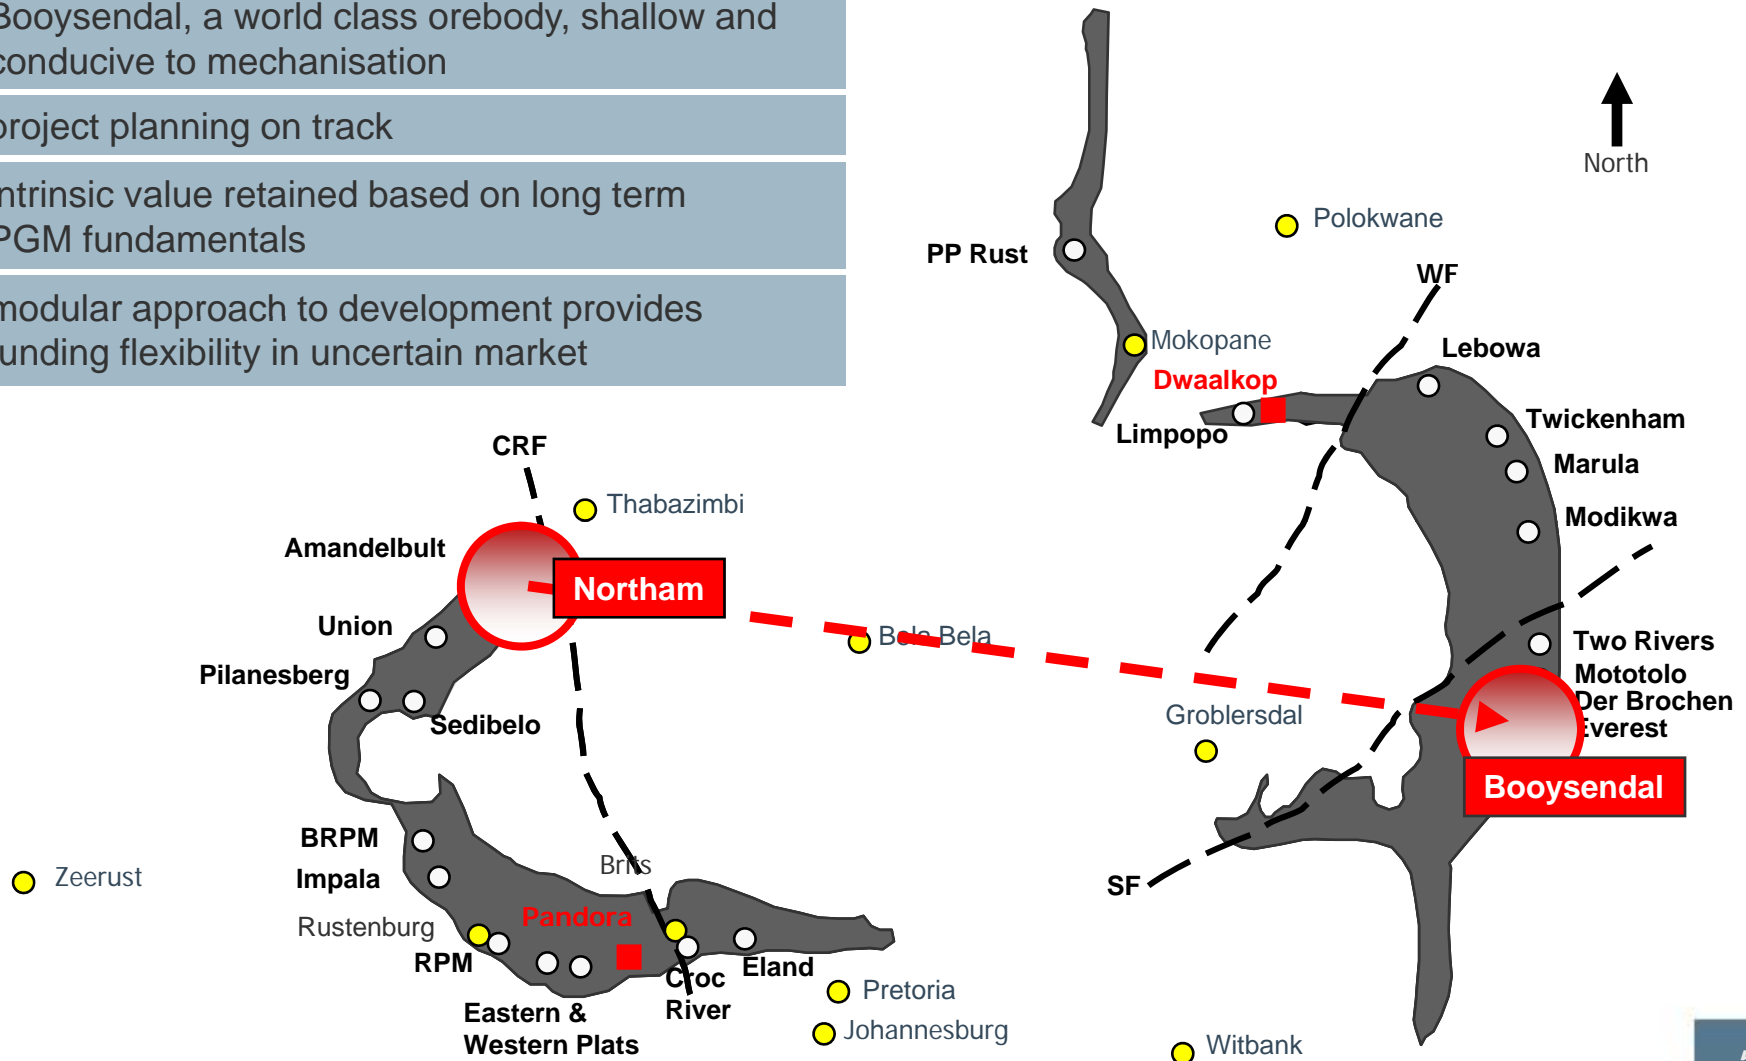 Booysendal, a world class orebody, shallow and
conducive to mechanisation
project planning on track
intrinsic value retained based on long term
PGM fundamentals
modular approach to development provides
funding flexibility in uncertain market
North
Polokwane
PP Rust
WF
Mokopane
Lebowa
Dwaalkop
Twickenham
Limpopo
Marula
CRF
Thabazimbi
Modikwa
Amandelbult
Northam
Union
Bela Bela
Two Rivers
Pilanesberg
Mototolo
Der Brochen
Sedibelo
Groblersdal
Everest
Booysendal
BRPM
Brits
Zeerust
Impala
SF
Rustenburg
Pandora
RPM
Croc
River
Eland
Pretoria
Eastern &
Western Plats
Johannesburg
Witbank